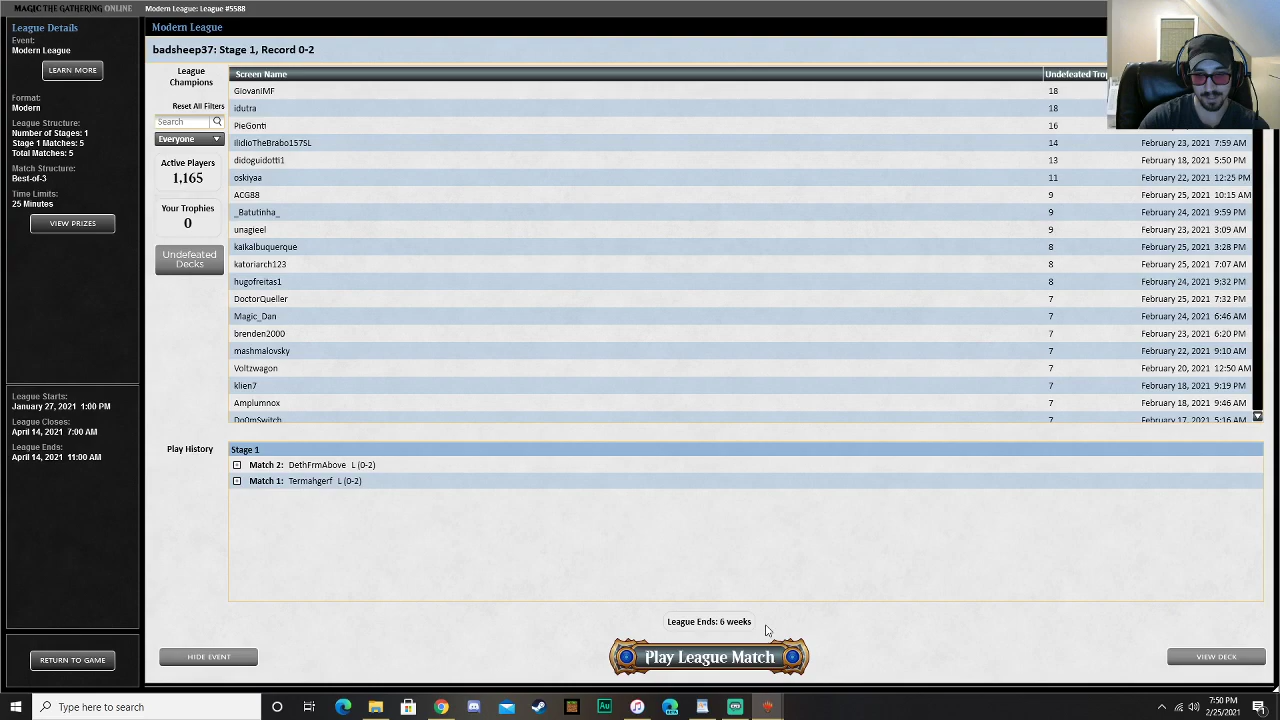 MAGIC THE GATHERING ONLINE
Modern League: League #5588
League Details
Event:
Modern League
LEARN MORE
Format:
Modern
League Structure:
Number of Stages: 1
Stage 1 Matches: 5
Total Matches: 5
Match Structure:
Best-of-3
Time Limits:
25 Minutes
VIEW PRIZES
League Starts:
January 27, 2021 1:00 PM
League Closes:
April 14, 2021 7:00 AM
League Ends:
April 14, 2021 11:00 AM
RETURN TO GAME
Modern League
badsheep37: Stage 1, Record 0-2
League
Champions
Reset All Filters
Search
Everyone
Active Players
1,165
Your Trophies
0
Undefeated
Decks
Screen Name Undefeated
GiovaniMF 18
idutra 18
PieGonti 16
ilidioTheBrabo157SL 14 February 23, 2021 7:59 AM
didoguidotti1 13 February 18, 2021 5:50 PM
oskiyaa 11 February 22, 2021 12:25 PM
ACG88 9 February 25, 2021 10:15 AM
_Batutinha_ 9 February 24, 2021 9:59 PM
unagieel 9 February 23, 2021 3:09 AM
kaikalbuquerque 8 February 25, 2021 3:28 PM
katoriarch123 8 February 25, 2021 7:07 AM
hugofreitas1 8 February 24, 2021 9:32 PM
DoctorQueller 7 February 25, 2021 7:32 PM
Magic_Dan 7 February 24, 2021 6:46 AM
brenden2000 7 February 23, 2021 6:20 PM
mashmalovsky 7 February 22, 2021 9:10 AM
Voltzwagon 7 February 20, 2021 12:50 AM
klien7 7 February 18, 2021 9:19 PM
Amplumnox 7 February 18, 2021 9:46 AM
Do0mSwitch 7 February 17, 2021 5:16 AM
Play History
Stage 1
Match 2: DethFrmAbove L (0-2)
Match 1: Termahgerf L (0-2)
League Ends: 6 weeks
HIDE EVENT
Play League Match
VIEW DECK
Type here to search
7:50 PM
2/25/2021